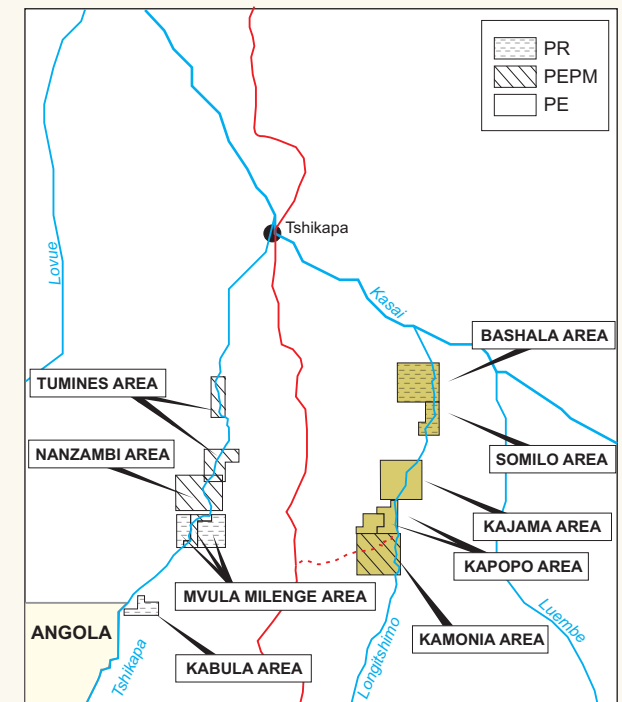 PR
PEPM
PE
Tshikapa
Lovue
Kasai
BASHALA AREA
TUMINES AREA
NANZAMBI AREA
SOMILO AREA
KAJAMA AREA
KAPOPO AREA
MVULA MILENGE AREA
KAMONIA AREA
ANGOLA
KABULA AREA
Tshikapa
Longitshimo
Luembe